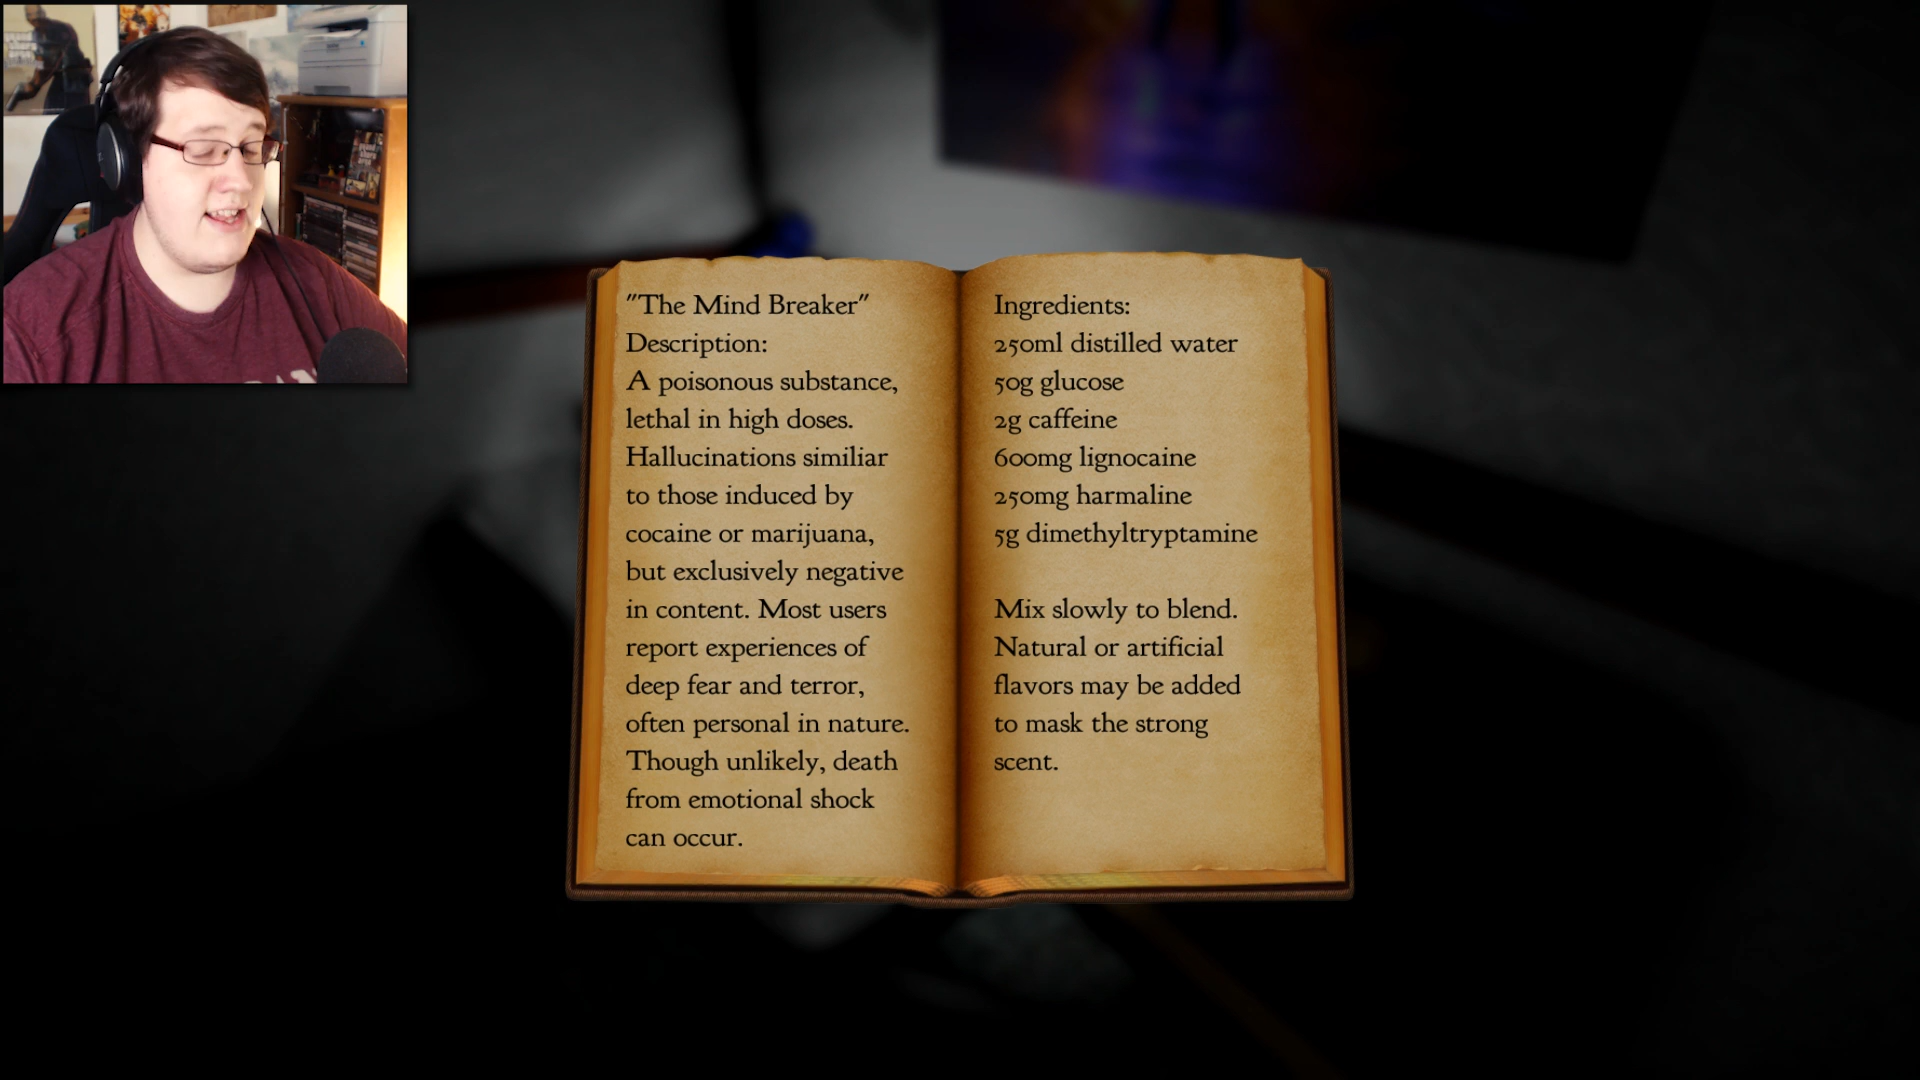 "The Mind Breaker"
Description:
A poisonous substance,
lethal in high doses.
Hallucinations similiar
to those induced by
cocaine or marijuana,
but exclusively negative
in content. Most users
report experiences of
deep fear and terror,
often personal in nature.
Though unlikely, death
from emotional shock
can occur.
Ingredients:
250ml distilled water
50g glucose
2g caffeine
600mg lignocaine
250mg harmaline
5g dimethyltryptamine
Mix slowly to blend.
Natural or artificial
flavors may be added
to mask the strong
scent.